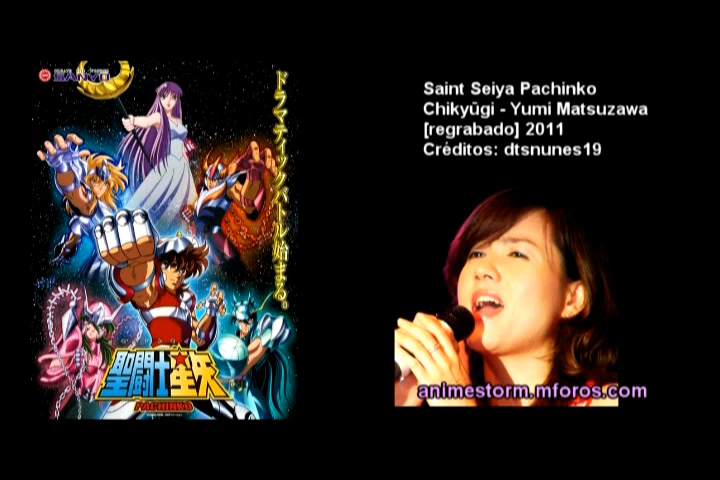 SANYO
ドラマティックバトル始まる。
聖闘士星矢
PACHINKO
Saint Seiya Pachinko
Chikyūgi - Yumi Matsuzawa
[regrabado] 2011
Créditos: dtsnunes19
animestorm.mforos.com